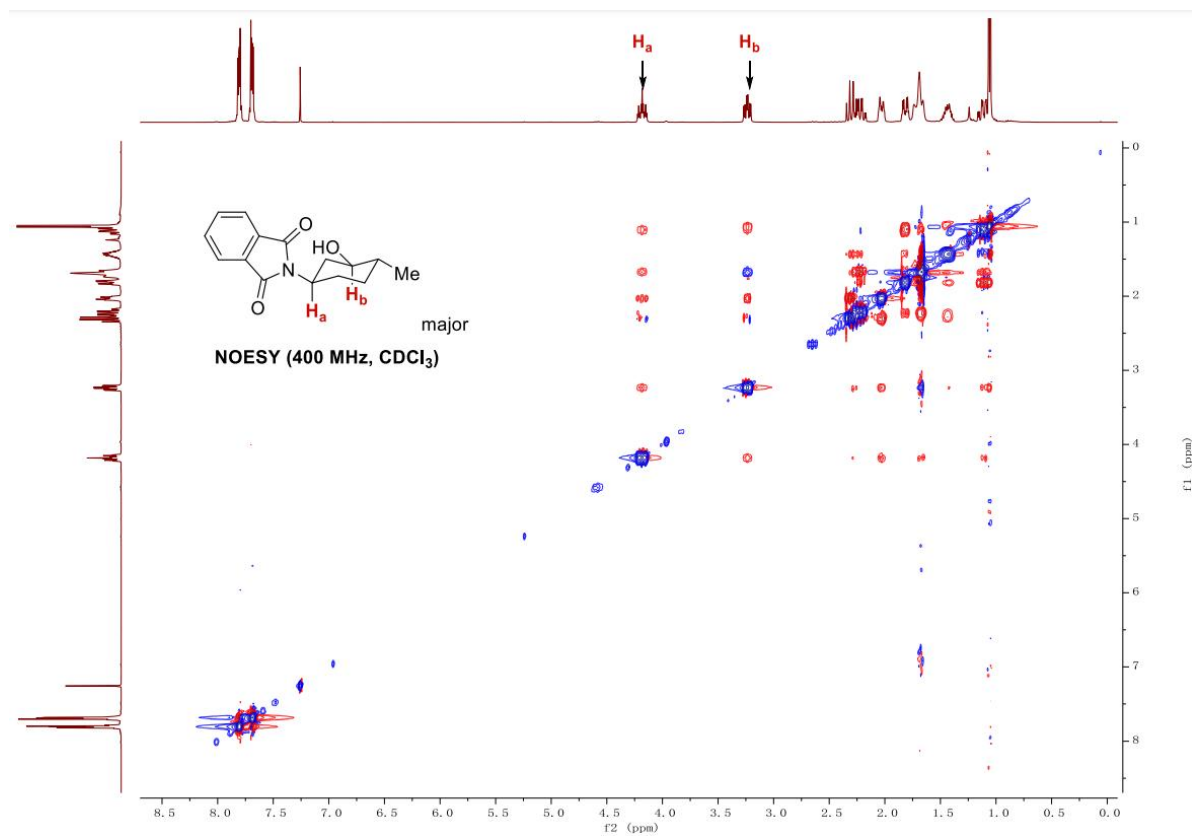 Hₐ
H_b
O
HO
N
Me
O
H_b
Hₐ
major
NOESY (400 MHz, CDCl₃)
0
1
2
3
4
5
6
7
8
f1 (ppm)
8.5 8.0 7.5 7.0 6.5 6.0 5.5 5.0 4.5 4.0 3.5 3.0 2.5 2.0 1.5 1.0 0.5 0.0
f2 (ppm)